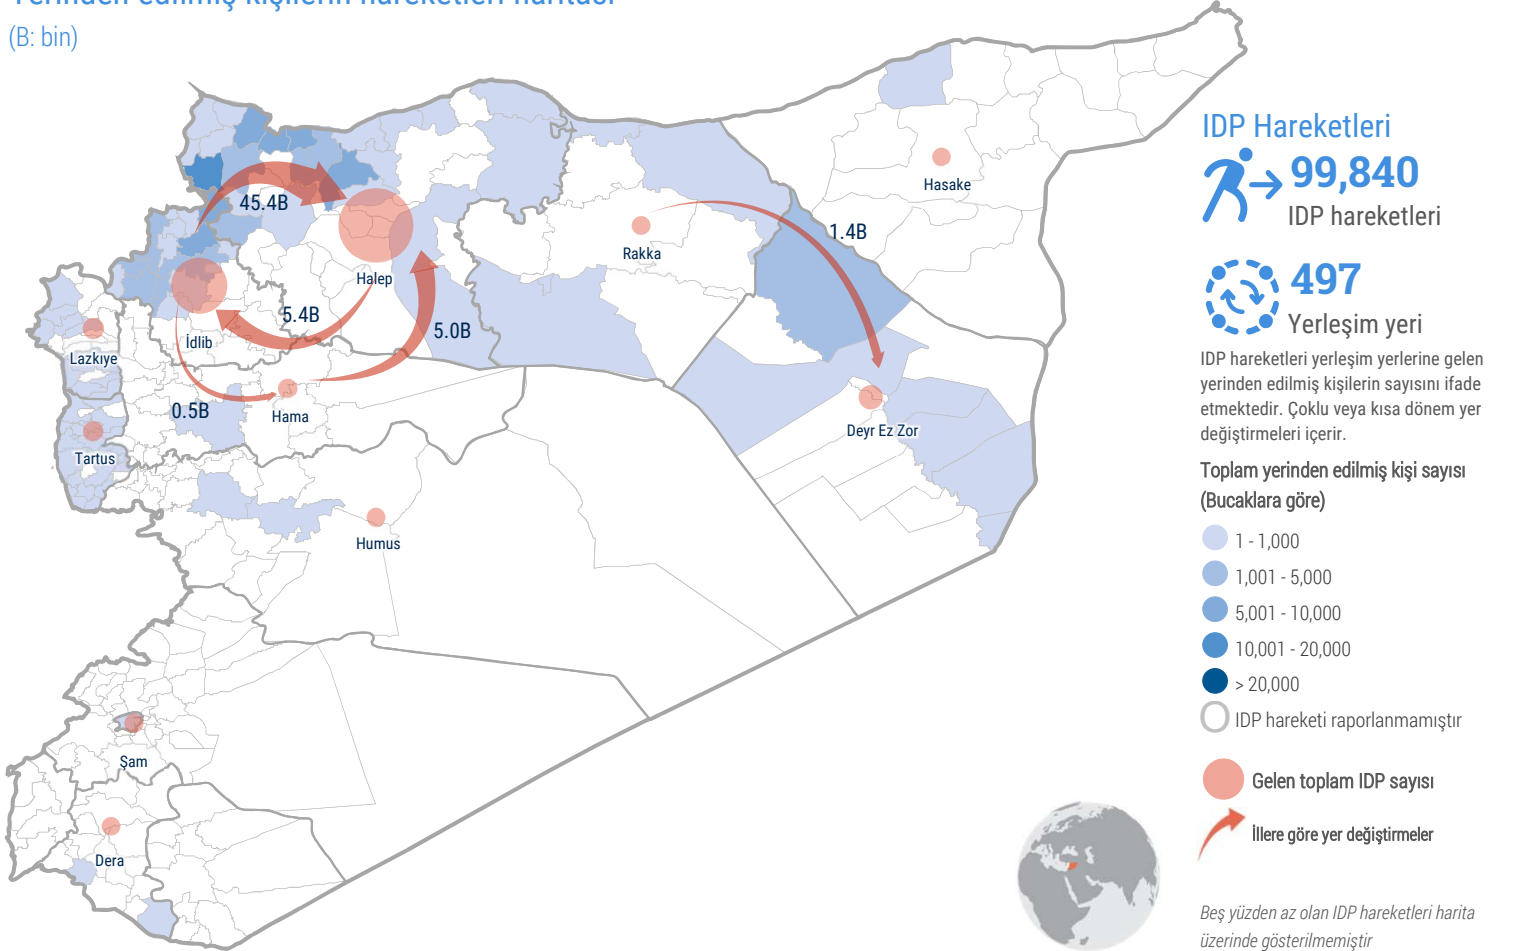 Yerinden edilmiş kişilerin hareketleri haritası
(B: bin)
Hasake
45.4B
Rakka
1.4B
Halep
5.4B
5.0B
İdlib
Lazkıye
0.5B
Hama
Deyr Ez Zor
Tartus
Humus
Şam
Dera
IDP Hareketleri
99,840
IDP hareketleri
497
Yerleşim yeri
IDP hareketleri yerleşim yerlerine gelen
yerinden edilmiş kişilerin sayısını ifade
etmektedir. Çoklu veya kısa dönem yer
değiştirmeleri içerir.
Toplam yerinden edilmiş kişi sayısı
(Bucaklara göre)
1 - 1,000
1,001 - 5,000
5,001 - 10,000
10,001 - 20,000
> 20,000
IDP hareketi raporlanmamıştır
Gelen toplam IDP sayısı
İllere göre yer değiştirmeler
Beş yüzden az olan IDP hareketleri harita
üzerinde gösterilmemiştir